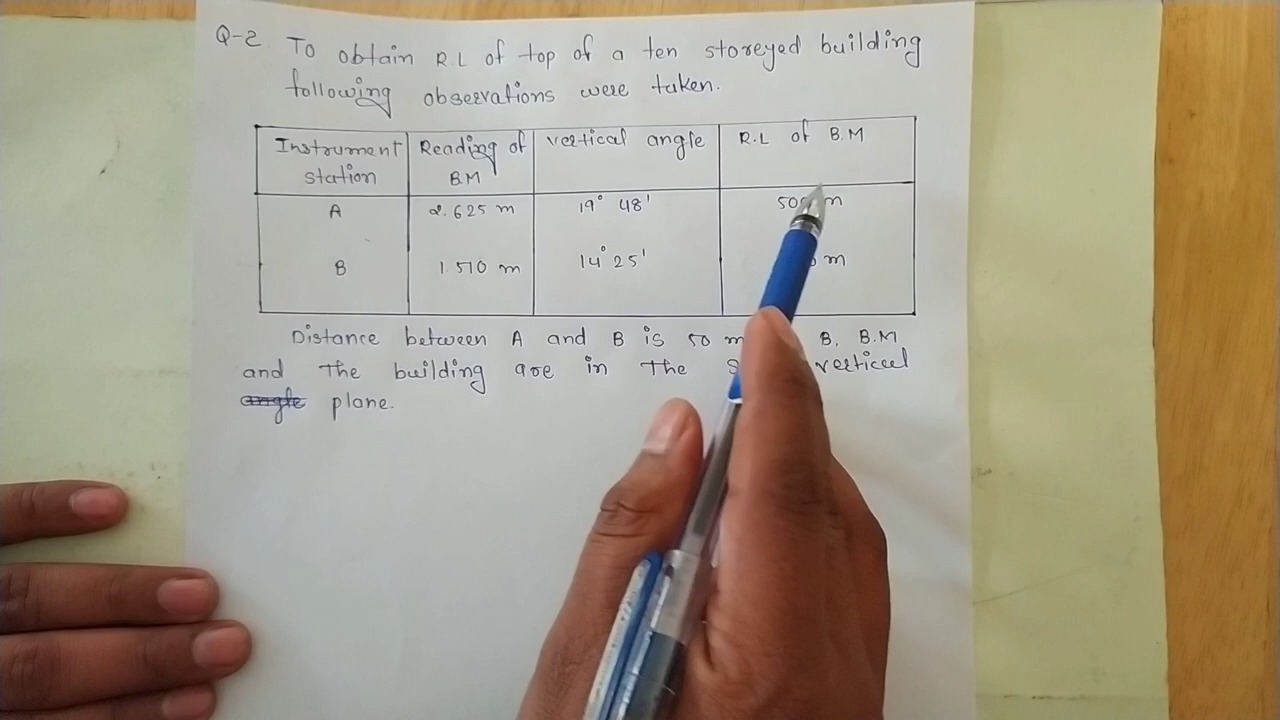 Q-2. To obtain R.L of top of a ten storeyed building
following observations were taken.
Instrument station
Reading of B.M
vertical angle
R.L of B.M
A
2.625 m
19° 48'
m
B
1.510 m
14° 25'
m
Distance between A and B is 50 m B, B.M
and The building are in The verticul
angle plane.